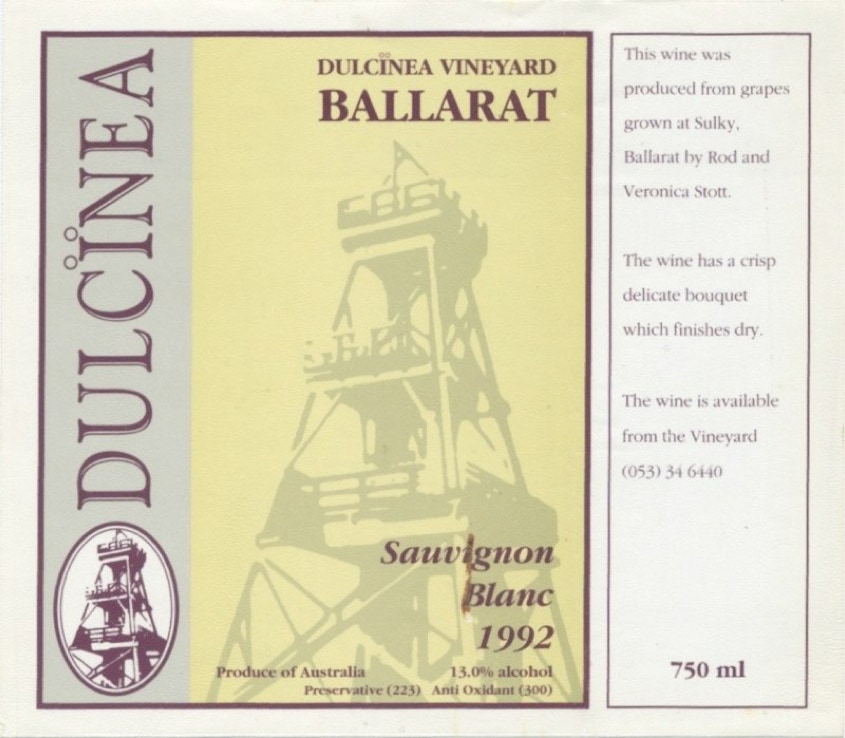 DULCÏNEA
DULCÏNEA VINEYARD
BALLARAT
Sauvignon
Blanc
1992
Produce of Australia 13.0% alcohol
Preservative (223) Anti Oxidant (300)
This wine was
produced from grapes
grown at Sulky,
Ballarat by Rod and
Veronica Stott.
The wine has a crisp
delicate bouquet
which finishes dry.
The wine is available
from the Vineyard
(053) 34 6440
750 ml